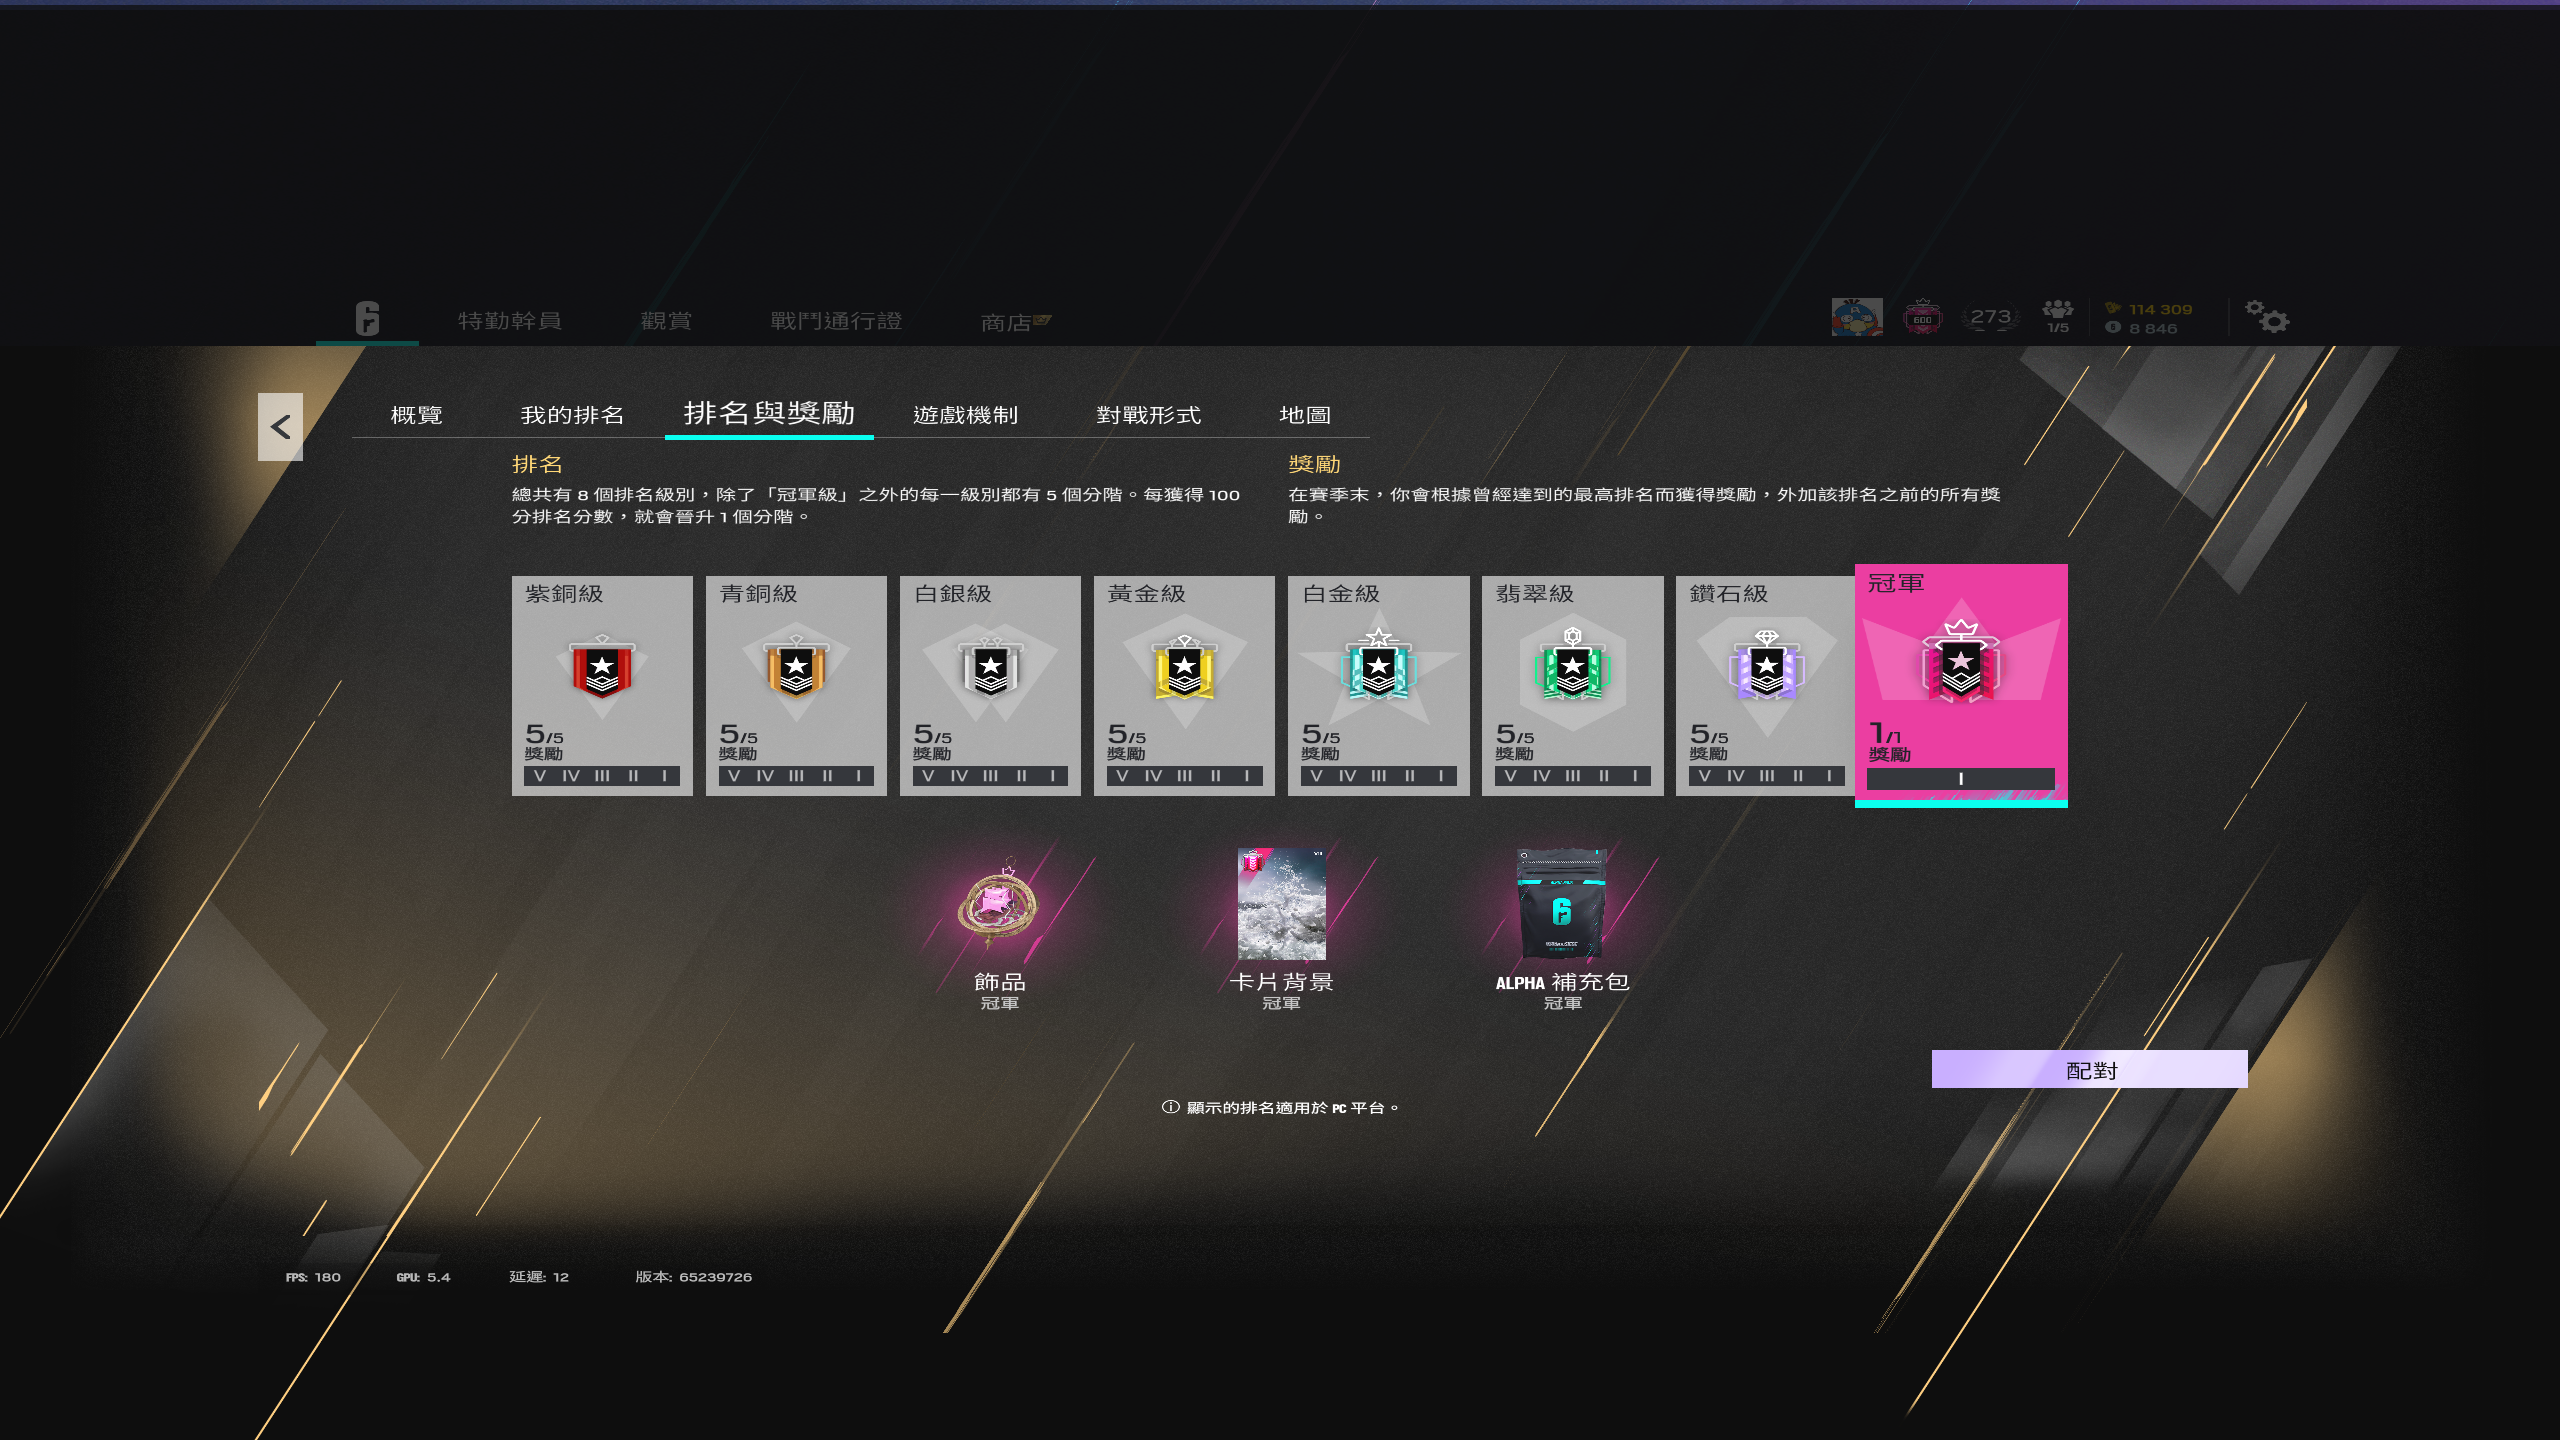 特勤幹員 觀賞 戰鬥通行證 商店
600 273 1/5 114 309
8 846
概覽 我的排名 排名與獎勵 遊戲機制 對戰形式 地圖
排名
總共有 8 個排名級別，除了「冠軍級」之外的每一級別都有 5 個分階。每獲得 100
分排名分數，就會晉升 1 個分階。
獎勵
在賽季末，你會根據曾經達到的最高排名而獲得獎勵，外加該排名之前的所有獎
勵。
紫銅級
5/5
獎勵
V IV III II I
青銅級
5/5
獎勵
V IV III II I
白銀級
5/5
獎勵
V IV III II I
黃金級
5/5
獎勵
V IV III II I
白金級
5/5
獎勵
V IV III II I
翡翠級
5/5
獎勵
V IV III II I
鑽石級
5/5
獎勵
V IV III II I
冠軍
1/1
獎勵
I
飾品
冠軍
卡片背景
冠軍
ALPHA 補充包
冠軍
配對
顯示的排名適用於 PC 平台。
FPS: 180 GPU: 5.4 延遲: 12 版本: 65239726